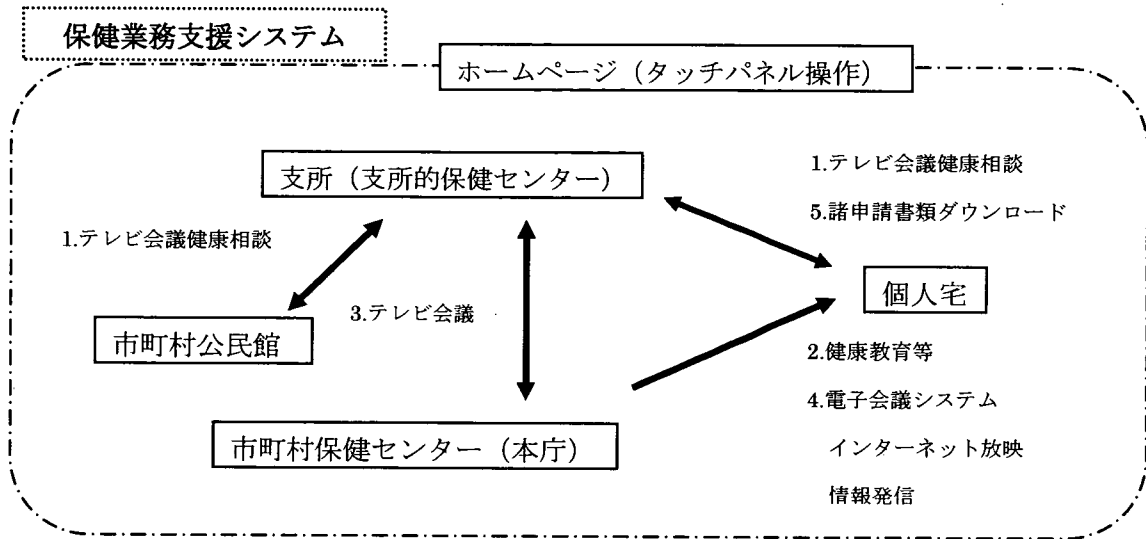 保健業務支援システム
ホームページ（タッチパネル操作）
支所（支所的保健センター）
1.テレビ会議健康相談
5.諸申請書類ダウンロード
1.テレビ会議健康相談
個人宅
3.テレビ会議
市町村公民館
2.健康教育等
4.電子会議システム
インターネット放映
情報発信
市町村保健センター（本庁）